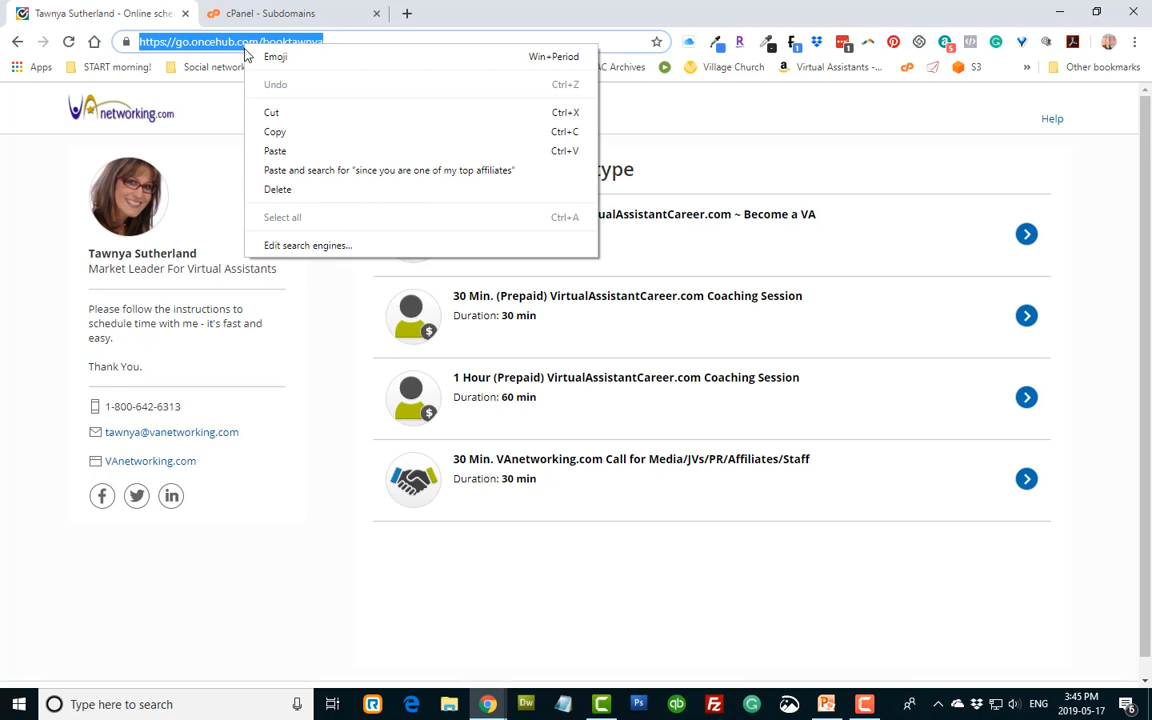 Tawnya Sutherland - Online sche
cPanel - Subdomains
https://go.oncehub.com/booktawnya
Apps
START morning!
Social network
AC Archives
Village Church
Virtual Assistants -...
S3
»
Other bookmarks
Emoji Win+Period
Undo Ctrl+Z
Cut Ctrl+X
Copy Ctrl+C
Paste Ctrl+V
Paste and search for "since you are one of my top affiliates"
Delete
Select all Ctrl+A
Edit search engines...
VAnetworking.com
Help
Tawnya Sutherland
Market Leader For Virtual Assistants
Please follow the instructions to
schedule time with me - it's fast and
easy.
Thank You.
1-800-642-6313
tawnya@vanetworking.com
VAnetworking.com
type
ualAssistantCareer.com ~ Become a VA
30 Min. (Prepaid) VirtualAssistantCareer.com Coaching Session
Duration: 30 min
1 Hour (Prepaid) VirtualAssistantCareer.com Coaching Session
Duration: 60 min
30 Min. VAnetworking.com Call for Media/JVs/PR/Affiliates/Staff
Duration: 30 min
Type here to search
ENG
3:45 PM
2019-05-17
6